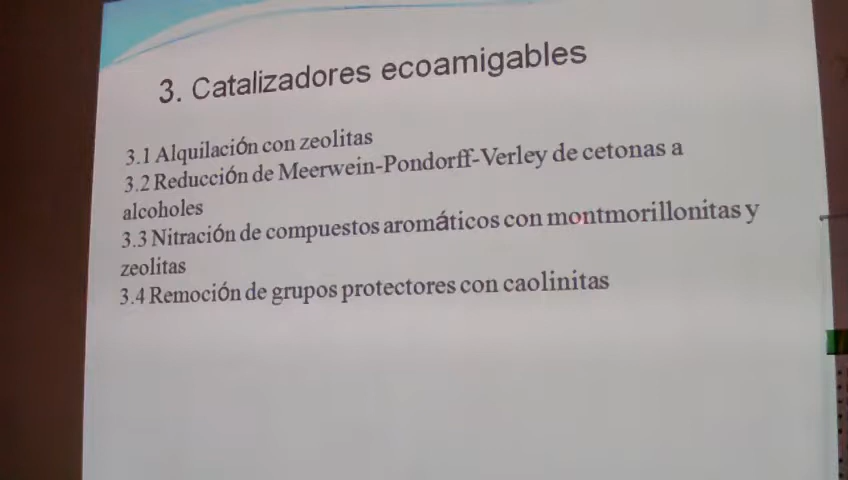 3. Catalizadores ecoamigables
3.1 Alquilación con zeolitas
3.2 Reducción de Meerwein-Pondorff-Verley de cetonas a
alcoholes
3.3 Nitración de compuestos aromáticos con montmorillonitas y
zeolitas
3.4 Remoción de grupos protectores con caolinitas